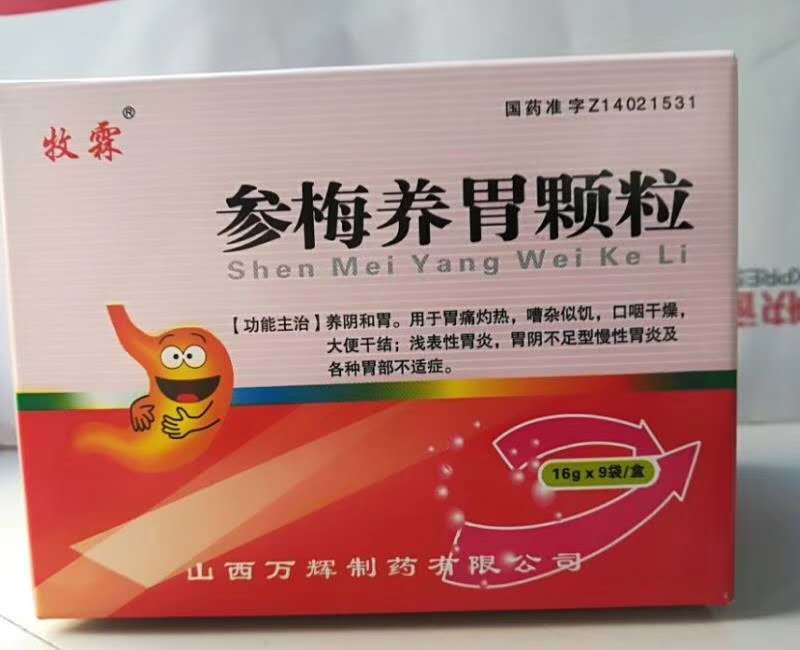 牧霖®
国药准字Z14021531
参梅养胃颗粒
Shen Mei Yang Wei Ke Li
【功能主治】养阴和胃。用于胃痛灼热，嘈杂似饥，口咽干燥，
大便干结；浅表性胃炎，胃阴不足型慢性胃炎及
各种胃部不适症。
16g x 9袋/盒
山西万辉制药有限公司